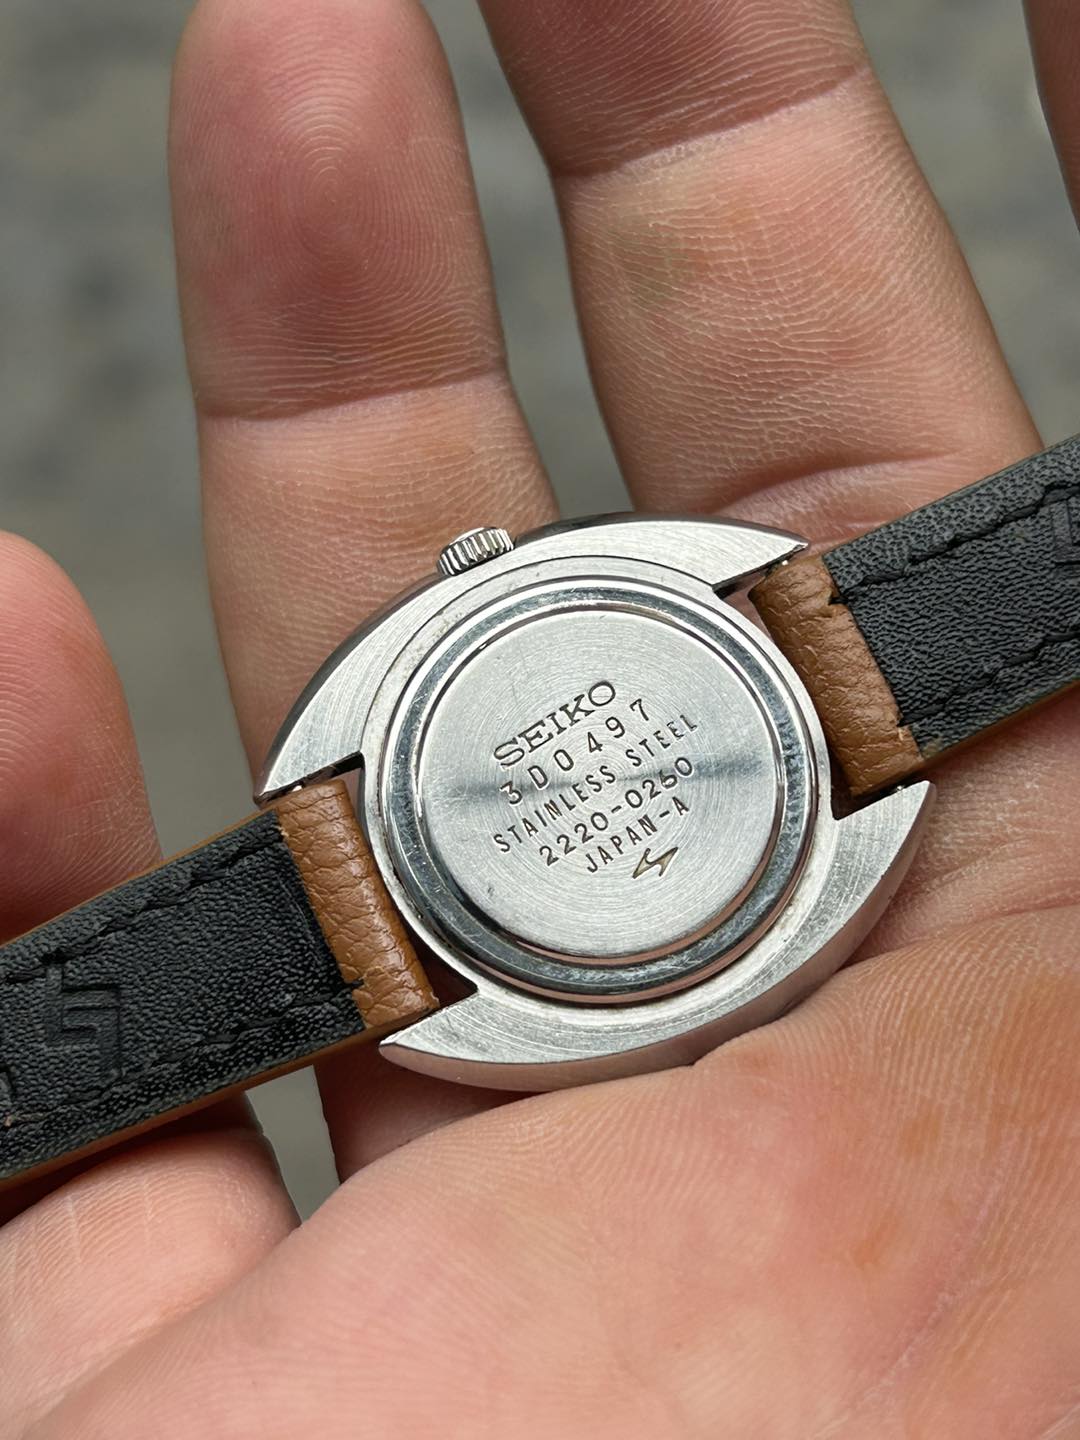 SEIKO
3D0497
STAINLESS STEEL
2220-0260
JAPAN-A